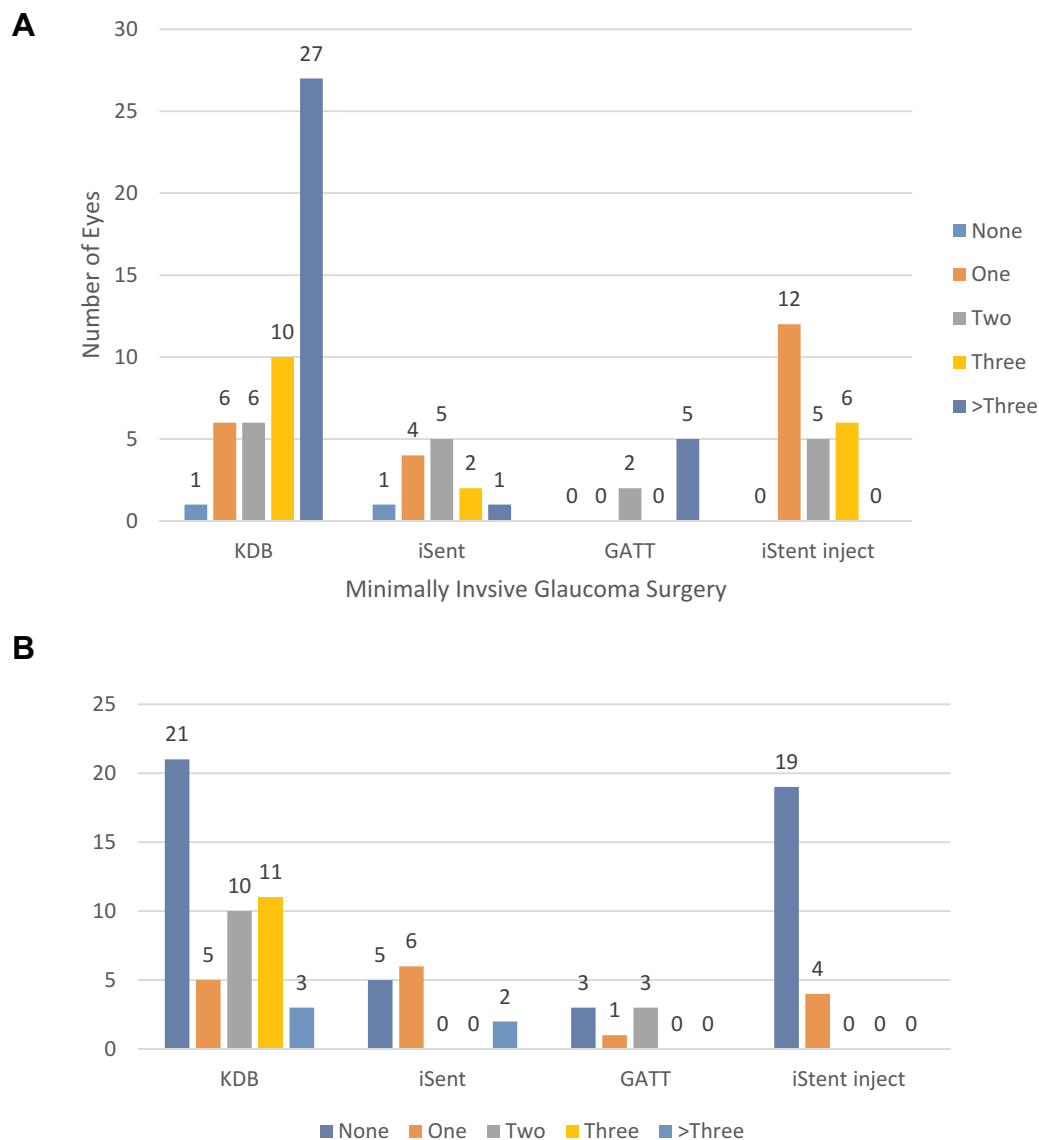 A
30
25
20
15
10
5
0
Number of Eyes
1 6 6 10 27
1 4 5 2 1
0 0 2 0 5
0 12 5 6 0
KDB iSent GATT iStent inject
Minimally Invsive Glaucoma Surgery
None
One
Two
Three
>Three
B
25
20
15
10
5
0
21 5 10 11 3
5 6 0 0 2
3 1 3 0 0
19 4 0 0 0
KDB iSent GATT iStent inject
None One Two Three >Three